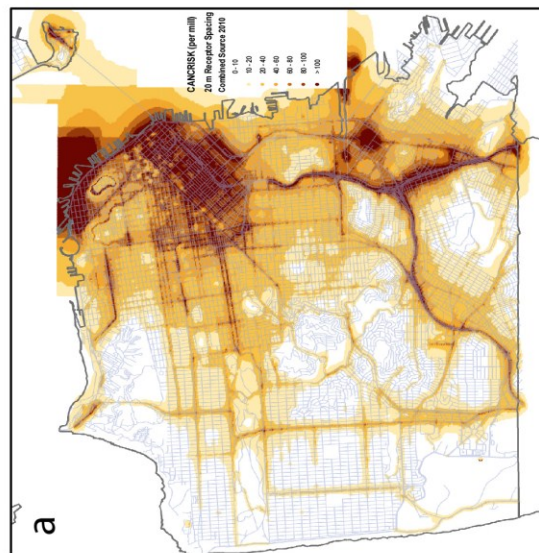 a
CANCRISK (per mill)
20 m Receptor Spacing
Combined Source 2010
0 - 10
10 - 20
20 - 40
40 - 60
60 - 80
80 - 100
> 100